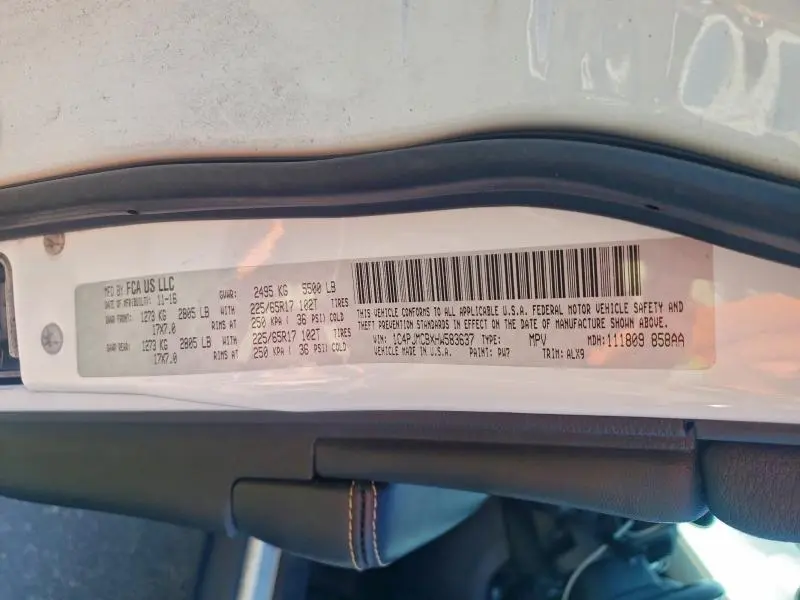 MFD BY FCA US LLC
DATE OF MFR(BUILT): 11-16 GVWR: 2495 KG 5500 LB
GAWR FRONT: 1273 KG 2805 LB WITH 225/65R17 102T TIRES
17X7.0 RIMS AT 250 KPA ( 36 PSI) COLD
GAWR REAR: 1273 KG 2805 LB WITH 225/65R17 102T TIRES
17X7.0 RIMS AT 250 KPA ( 36 PSI) COLD
THIS VEHICLE CONFORMS TO ALL APPLICABLE U.S.A. FEDERAL MOTOR VEHICLE SAFETY AND
THEFT PREVENTION STANDARDS IN EFFECT ON THE DATE OF MANUFACTURE SHOWN ABOVE.
VIN: 1C4PJMCBXHW583637 TYPE: MPV MDH: 111809 858AA
VEHICLE MADE IN U.S.A. PAINT: PW7 TRIM: ALX9